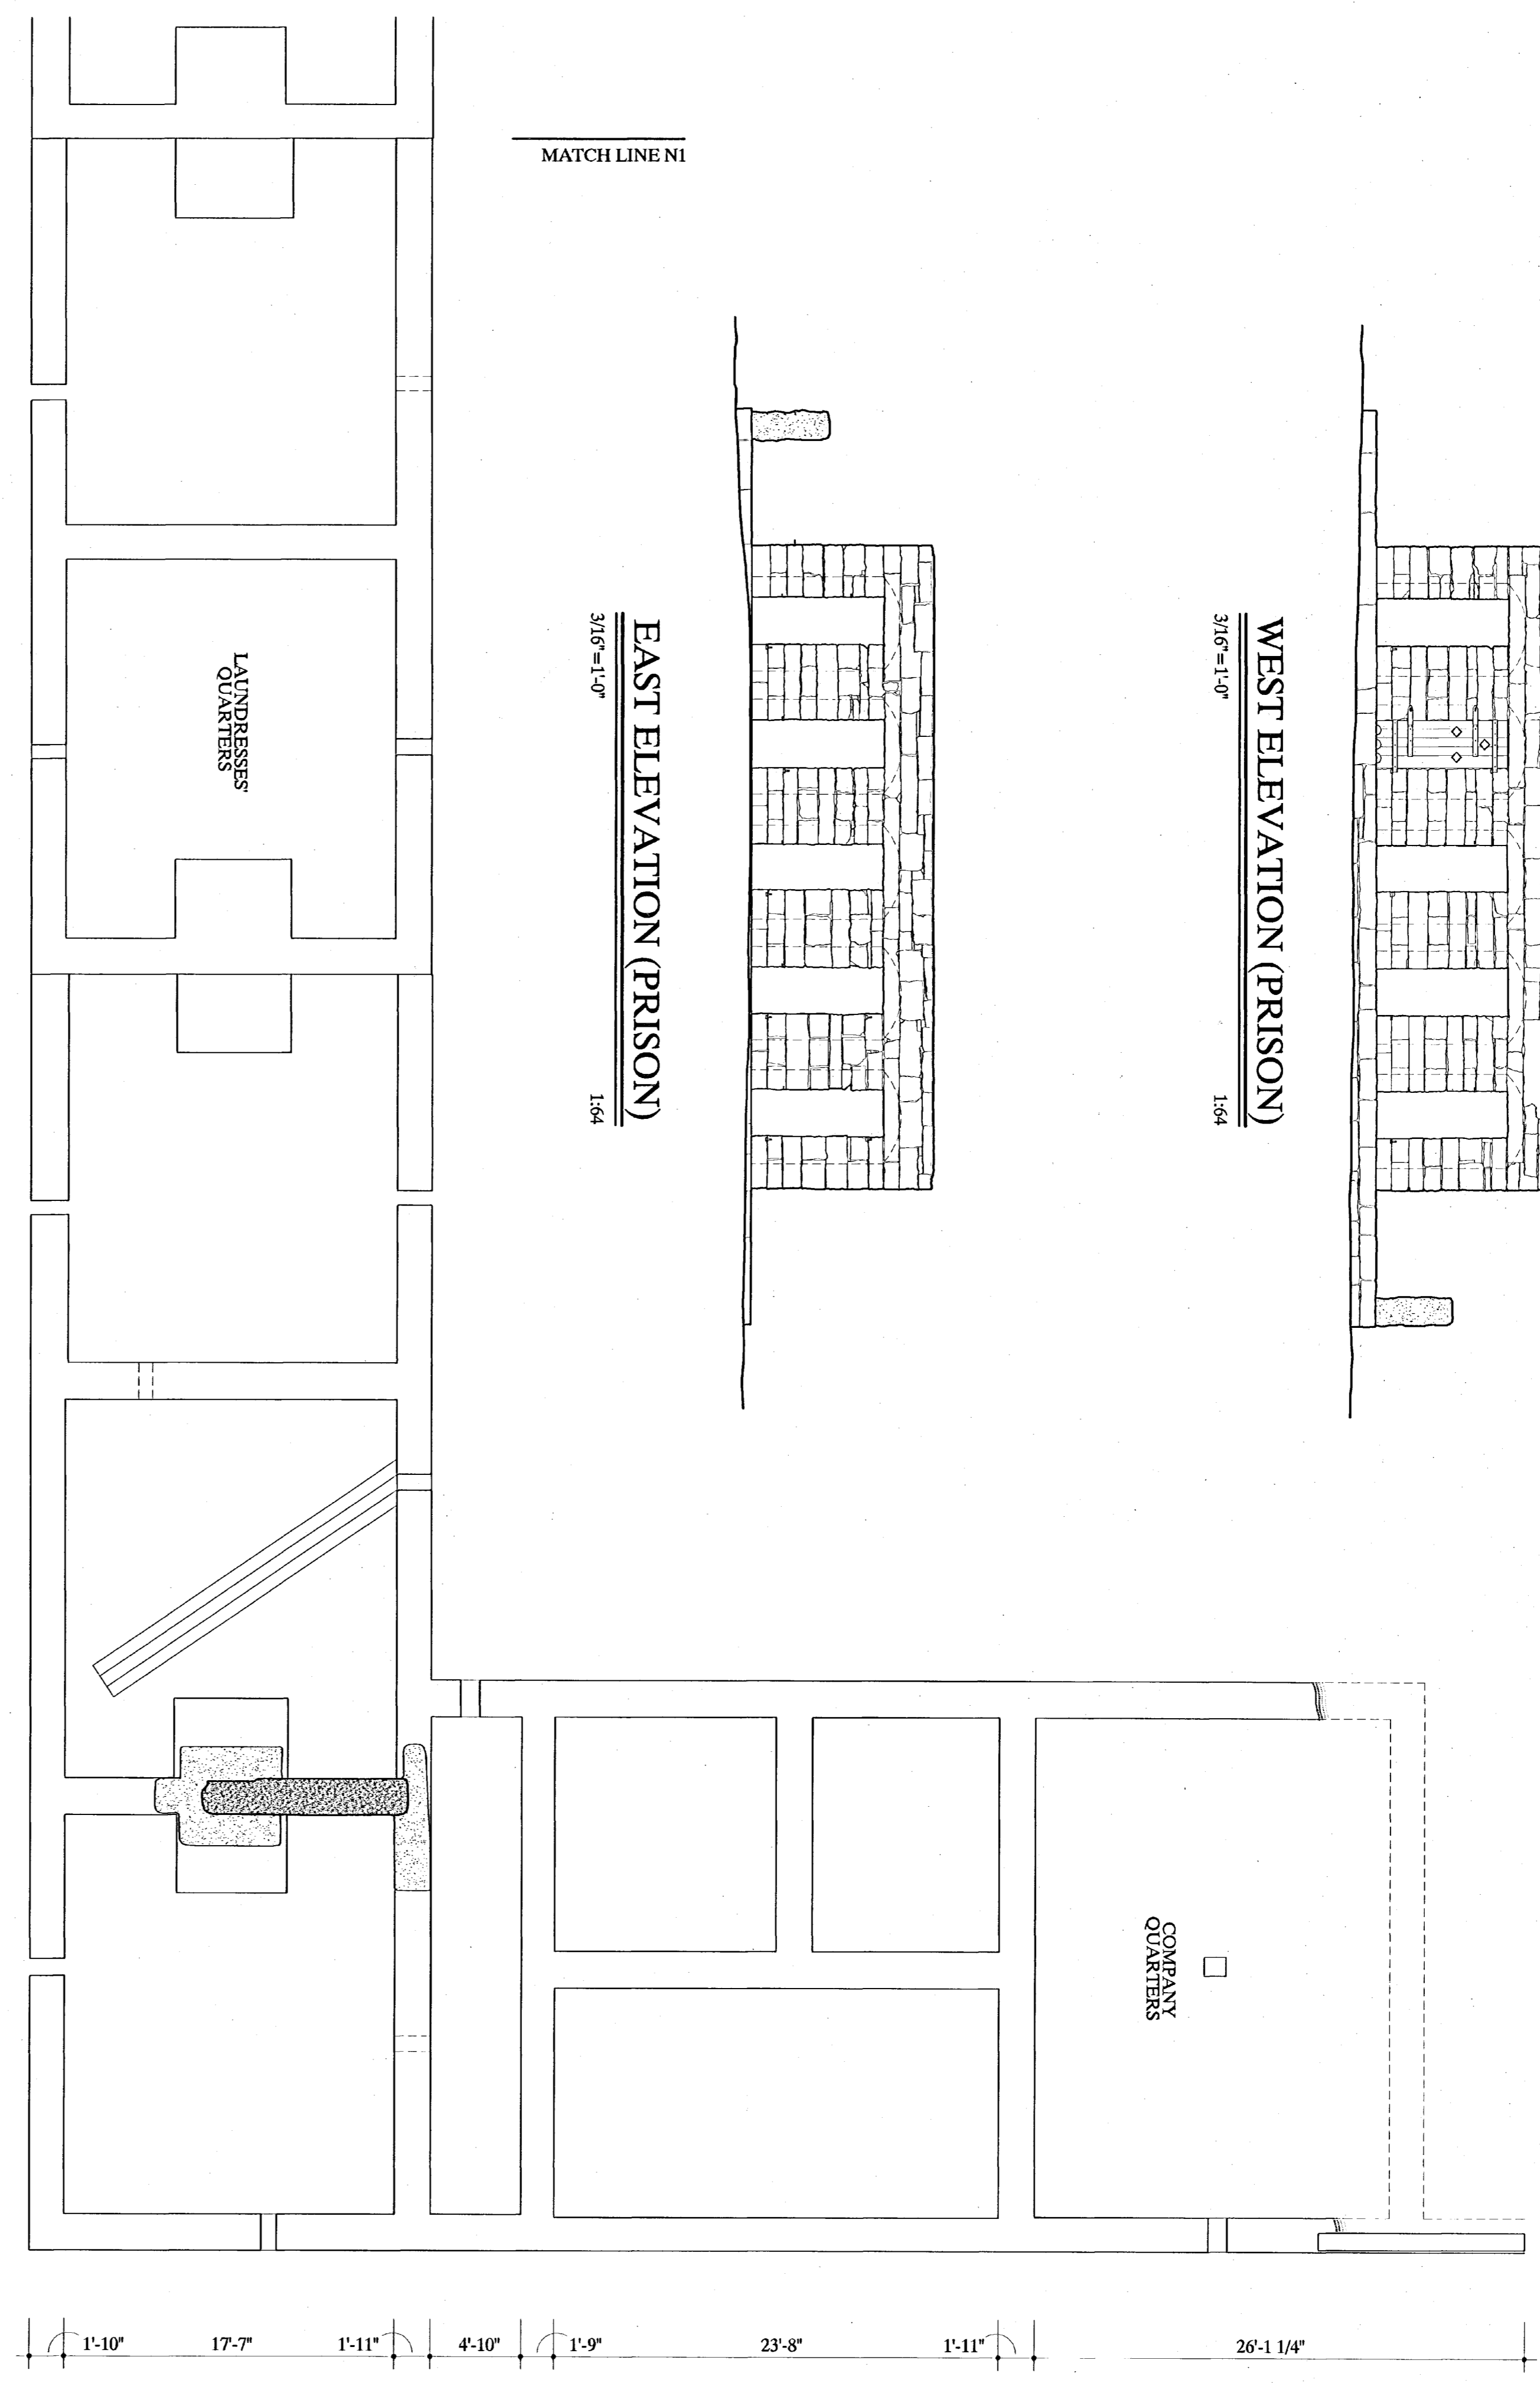 MATCH LINE N1
EAST ELEVATION (PRISON)
3/16"=1'-0"
1:64
WEST ELEVATION (PRISON)
3/16"=1'-0"
1:64
LAUNDRESSES'
QUARTERS
COMPANY
QUARTERS
1'-10"
17'-7"
1'-11"
4'-10"
1'-9"
23'-8"
1'-11"
26'-1 1/4"